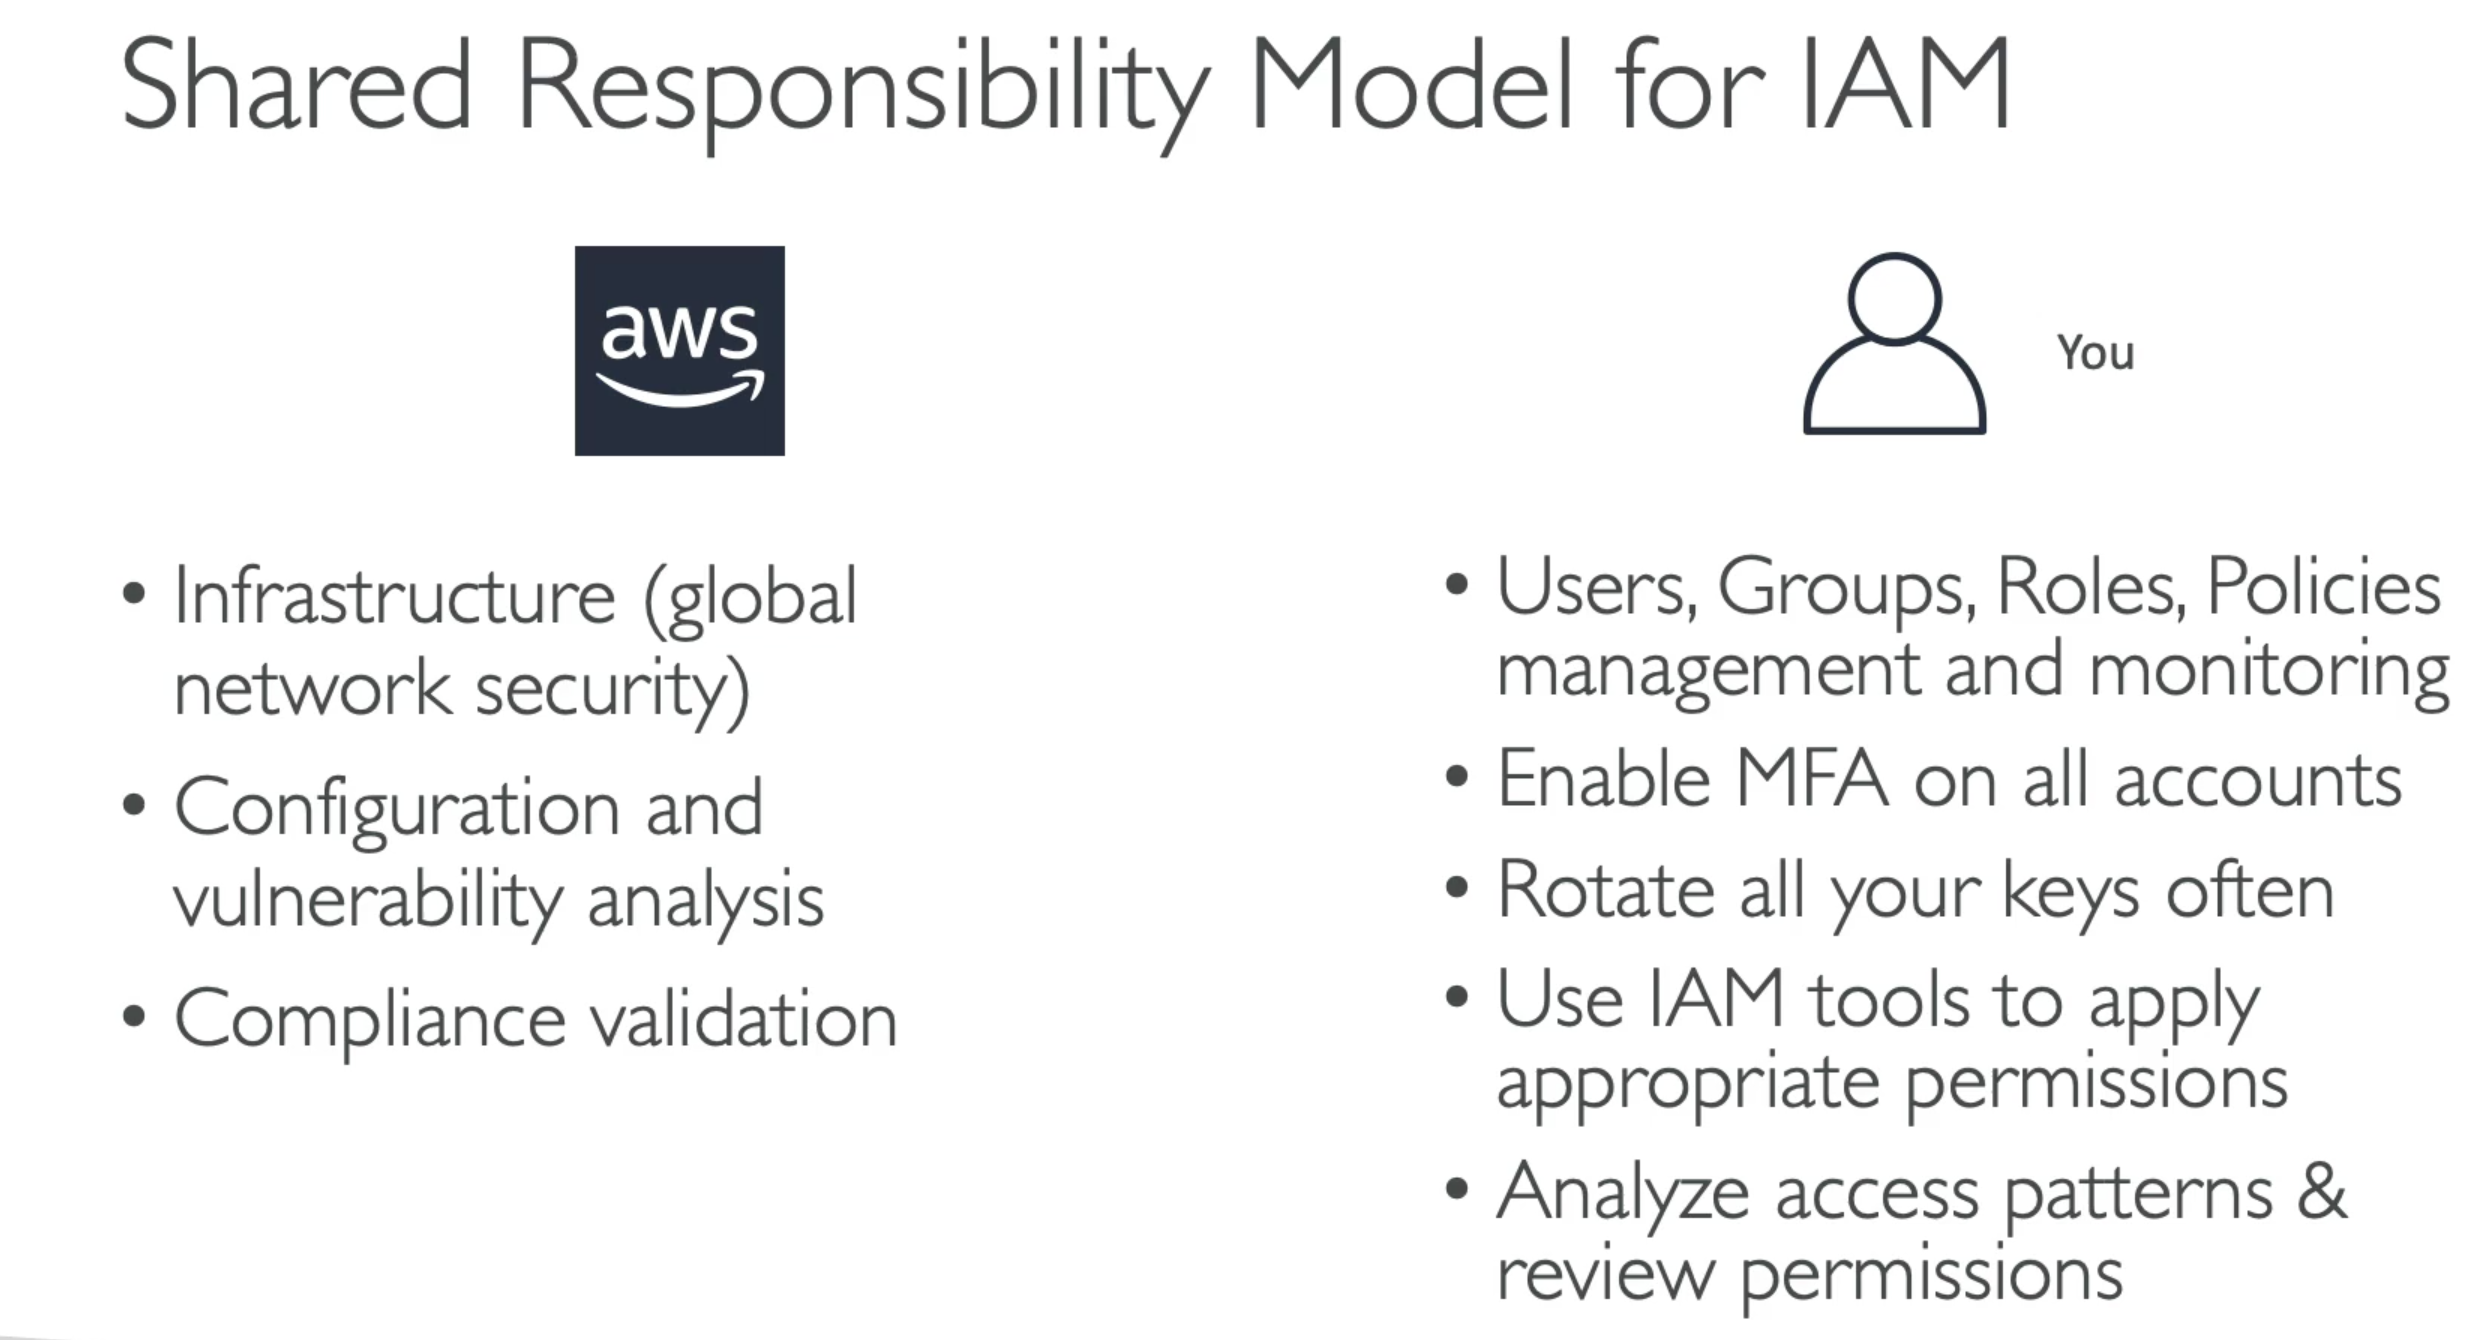 Shared Responsibility Model for IAM
aws
You
• Infrastructure (global
network security)
• Configuration and
vulnerability analysis
• Compliance validation
• Users, Groups, Roles, Policies
management and monitoring
• Enable MFA on all accounts
• Rotate all your keys often
• Use IAM tools to apply
appropriate permissions
• Analyze access patterns &
review permissions